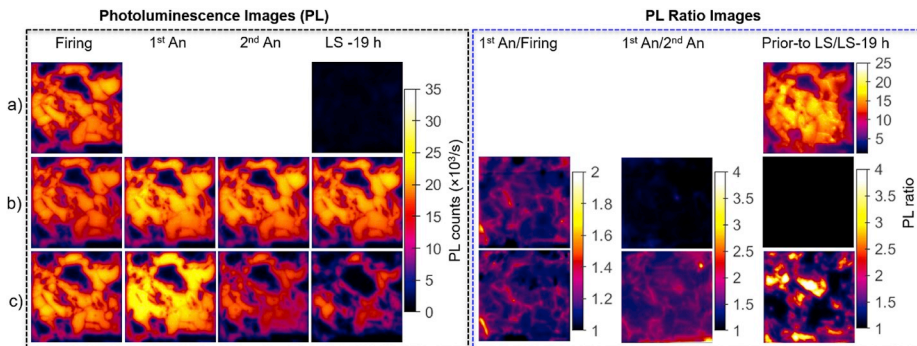 Photoluminescence Images (PL)
PL Ratio Images
Firing
1st An
2nd An
LS -19 h
1st An/Firing
1st An/2nd An
Prior-to LS/LS-19 h
a)
b)
c)
35
30
25
20
15
10
5
0
PL counts (×10³/s)
2
1.8
1.6
1.4
1.2
1
4
3.5
3
2.5
2
1.5
1
25
20
15
10
5
4
3.5
3
2.5
2
1.5
1
PL ratio